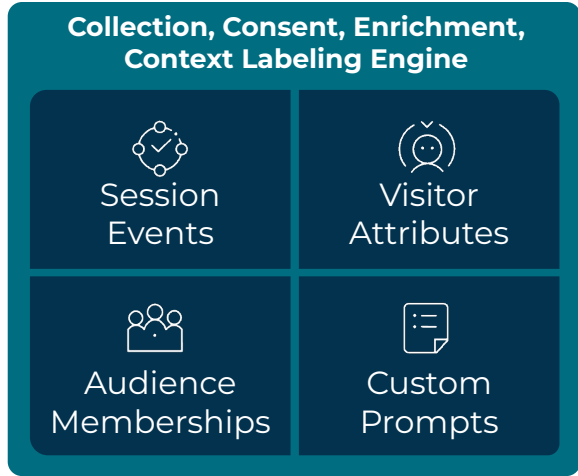 Collection, Consent, Enrichment,
Context Labeling Engine
Session
Events
Visitor
Attributes
Audience
Memberships
Custom
Prompts